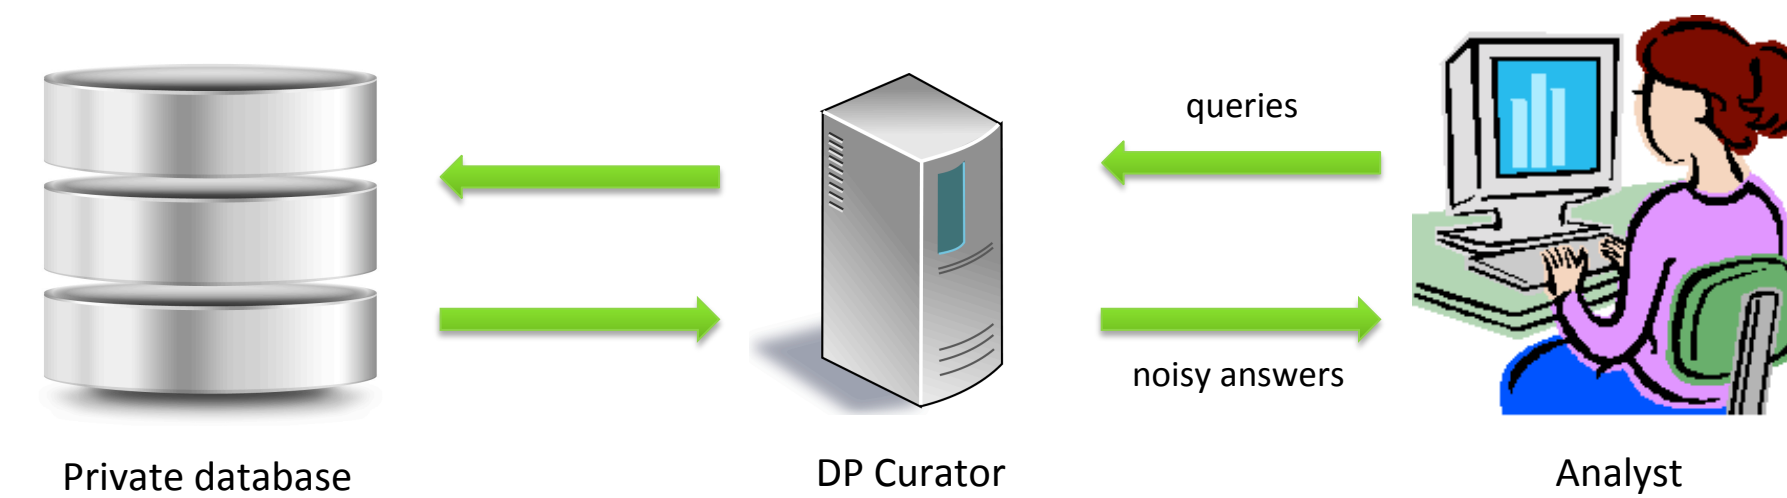 queries
noisy answers
Private database
DP Curator
Analyst